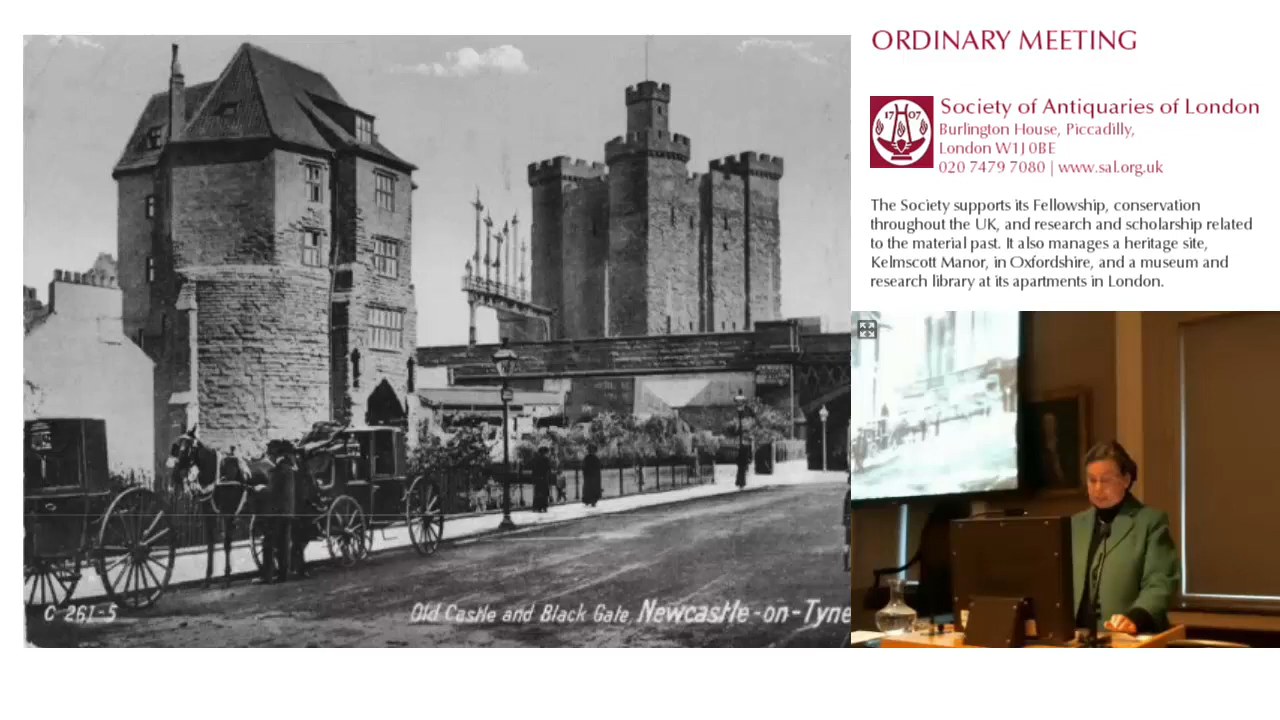 ORDINARY MEETING
1707
Society of Antiquaries of London
Burlington House, Piccadilly,
London W1J 0BE
020 7479 7080 | www.sal.org.uk
The Society supports its Fellowship, conservation
throughout the UK, and research and scholarship related
to the material past. It also manages a heritage site,
Kelmscott Manor, in Oxfordshire, and a museum and
research library at its apartments in London.
C 261-5
Old Castle and Black Gate, Newcastle-on-Tyne